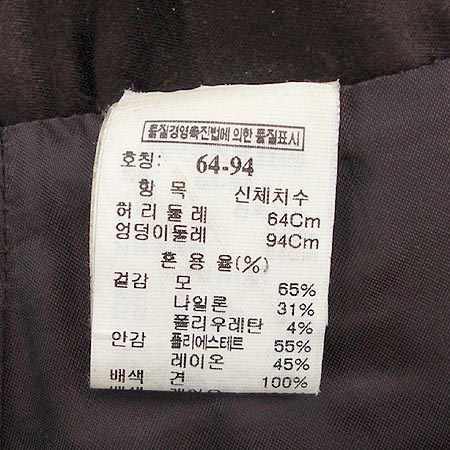 품질경영촉진법에 의한 품질표시
호칭: 64-94
항 목 신체치수
허리둘레 64Cm
엉덩이둘레 94Cm
혼용율(%)
겉감 모 65%
나일론 31%
폴리우레탄 4%
안감 폴리에스테르 55%
레이온 45%
배색 견 100%